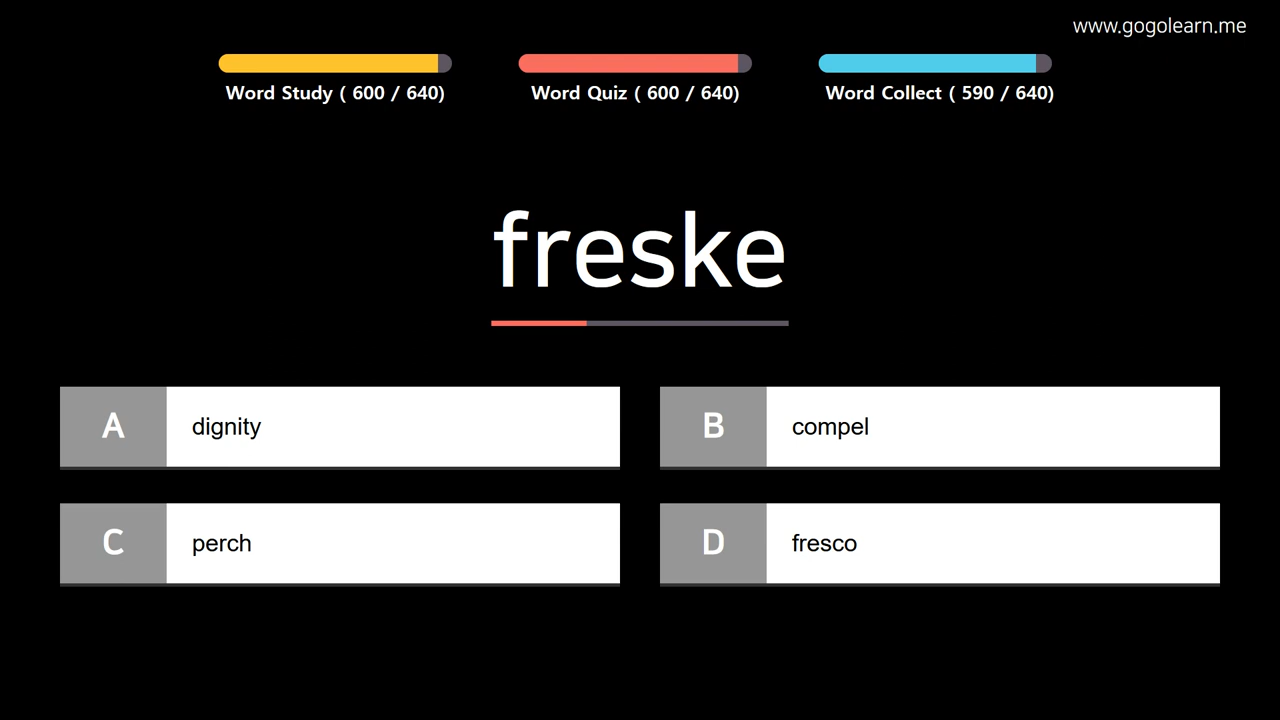 www.gogolearn.me
Word Study ( 600 / 640)
Word Quiz ( 600 / 640)
Word Collect ( 590 / 640)
freske
A dignity
B compel
C perch
D fresco